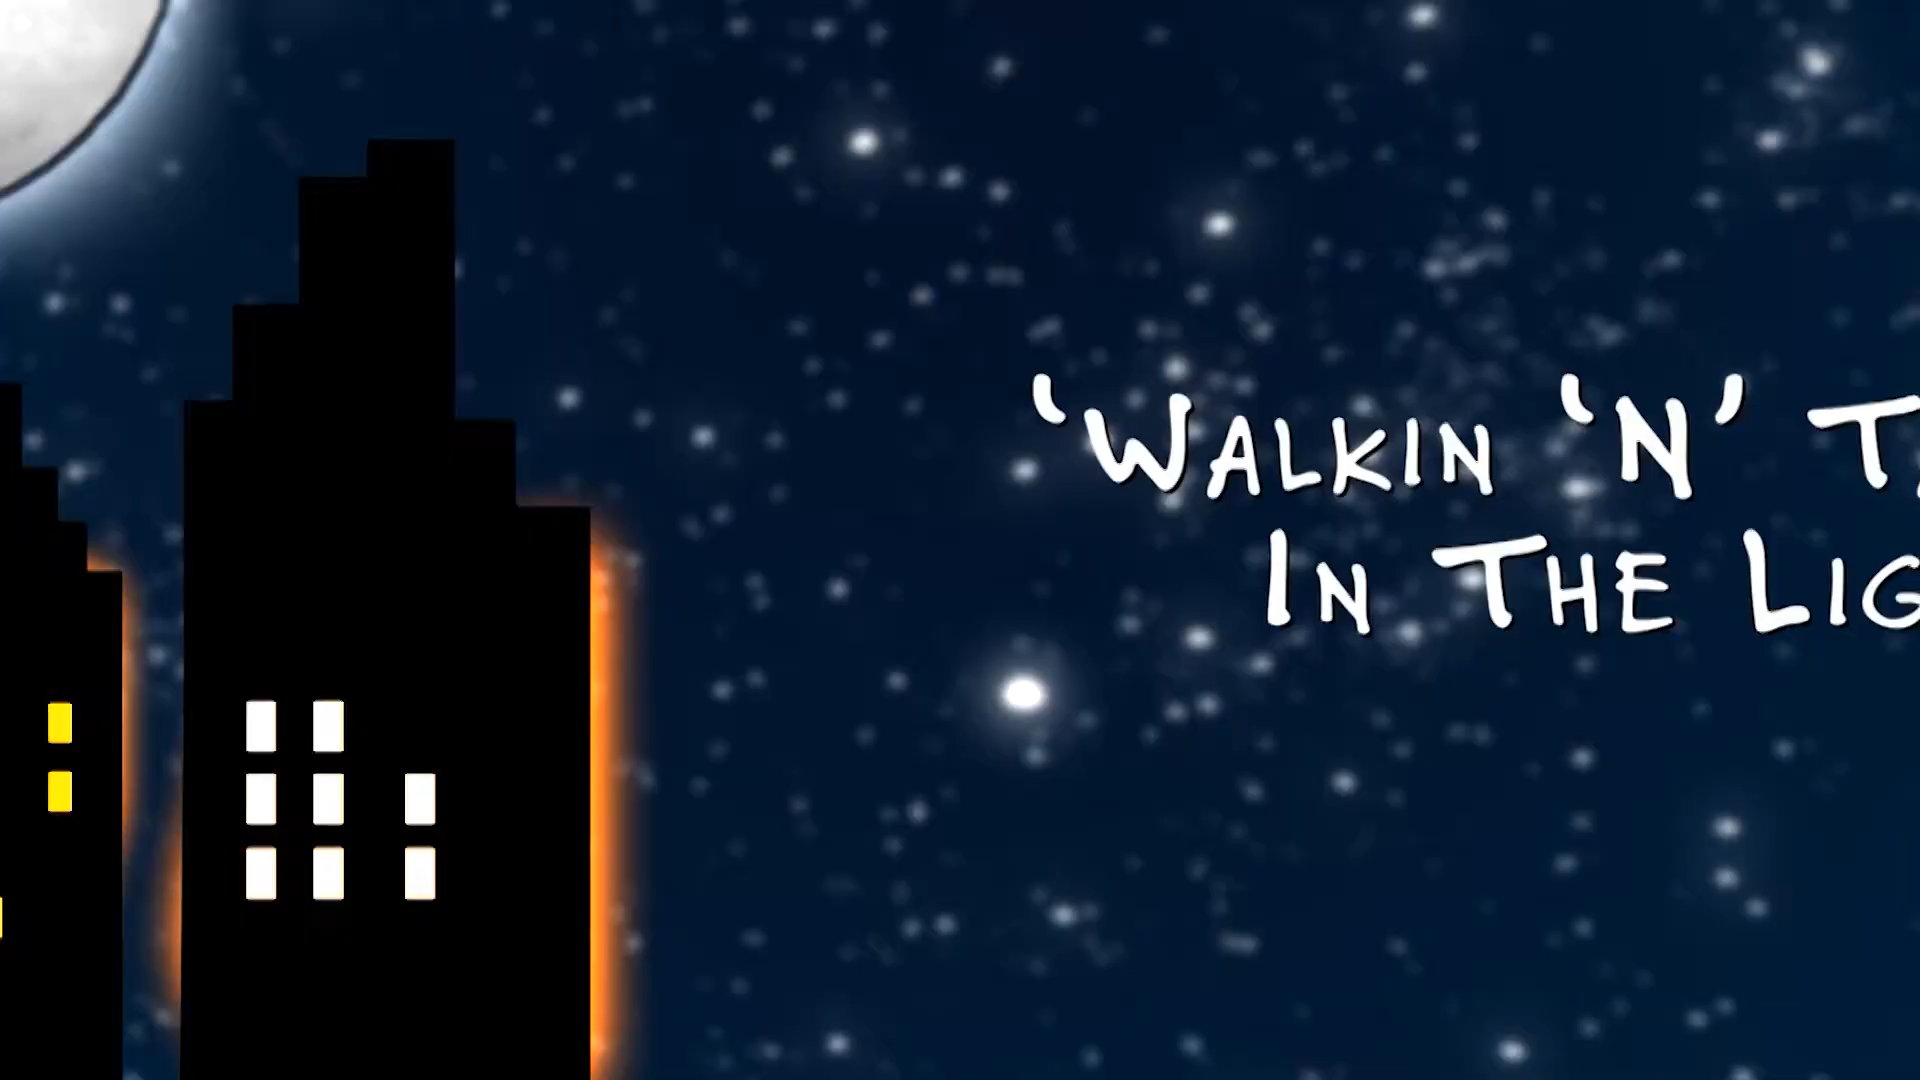 ‘WALKIN ‘N’
IN THE